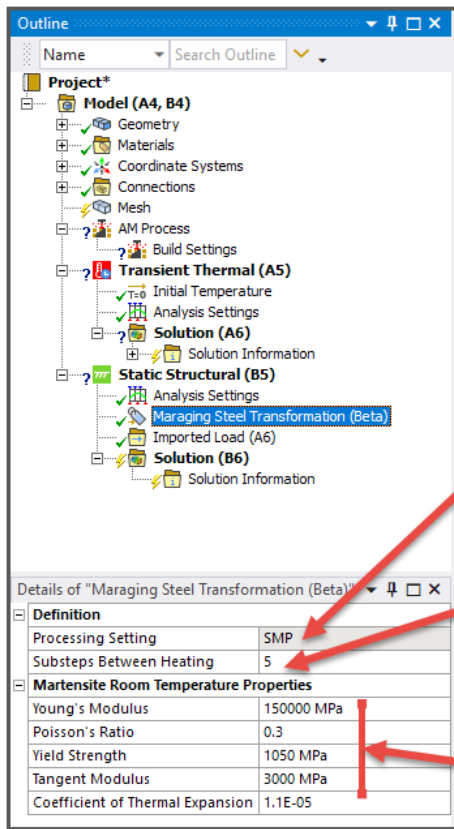 Outline
Name Search Outline
Project*
Model (A4, B4)
Geometry
Materials
Coordinate Systems
Connections
Mesh
AM Process
Build Settings
Transient Thermal (A5)
T=0 Initial Temperature
Analysis Settings
Solution (A6)
Solution Information
Static Structural (B5)
Analysis Settings
Maraging Steel Transformation (Beta)
Imported Load (A6)
Solution (B6)
Solution Information
Details of "Maraging Steel Transformation (Beta)"
Definition
Processing Setting SMP
Substeps Between Heating 5
Martensite Room Temperature Properties
Young's Modulus 150000 MPa
Poisson's Ratio 0.3
Yield Strength 1050 MPa
Tangent Modulus 3000 MPa
Coefficient of Thermal Expansion 1.1E-05